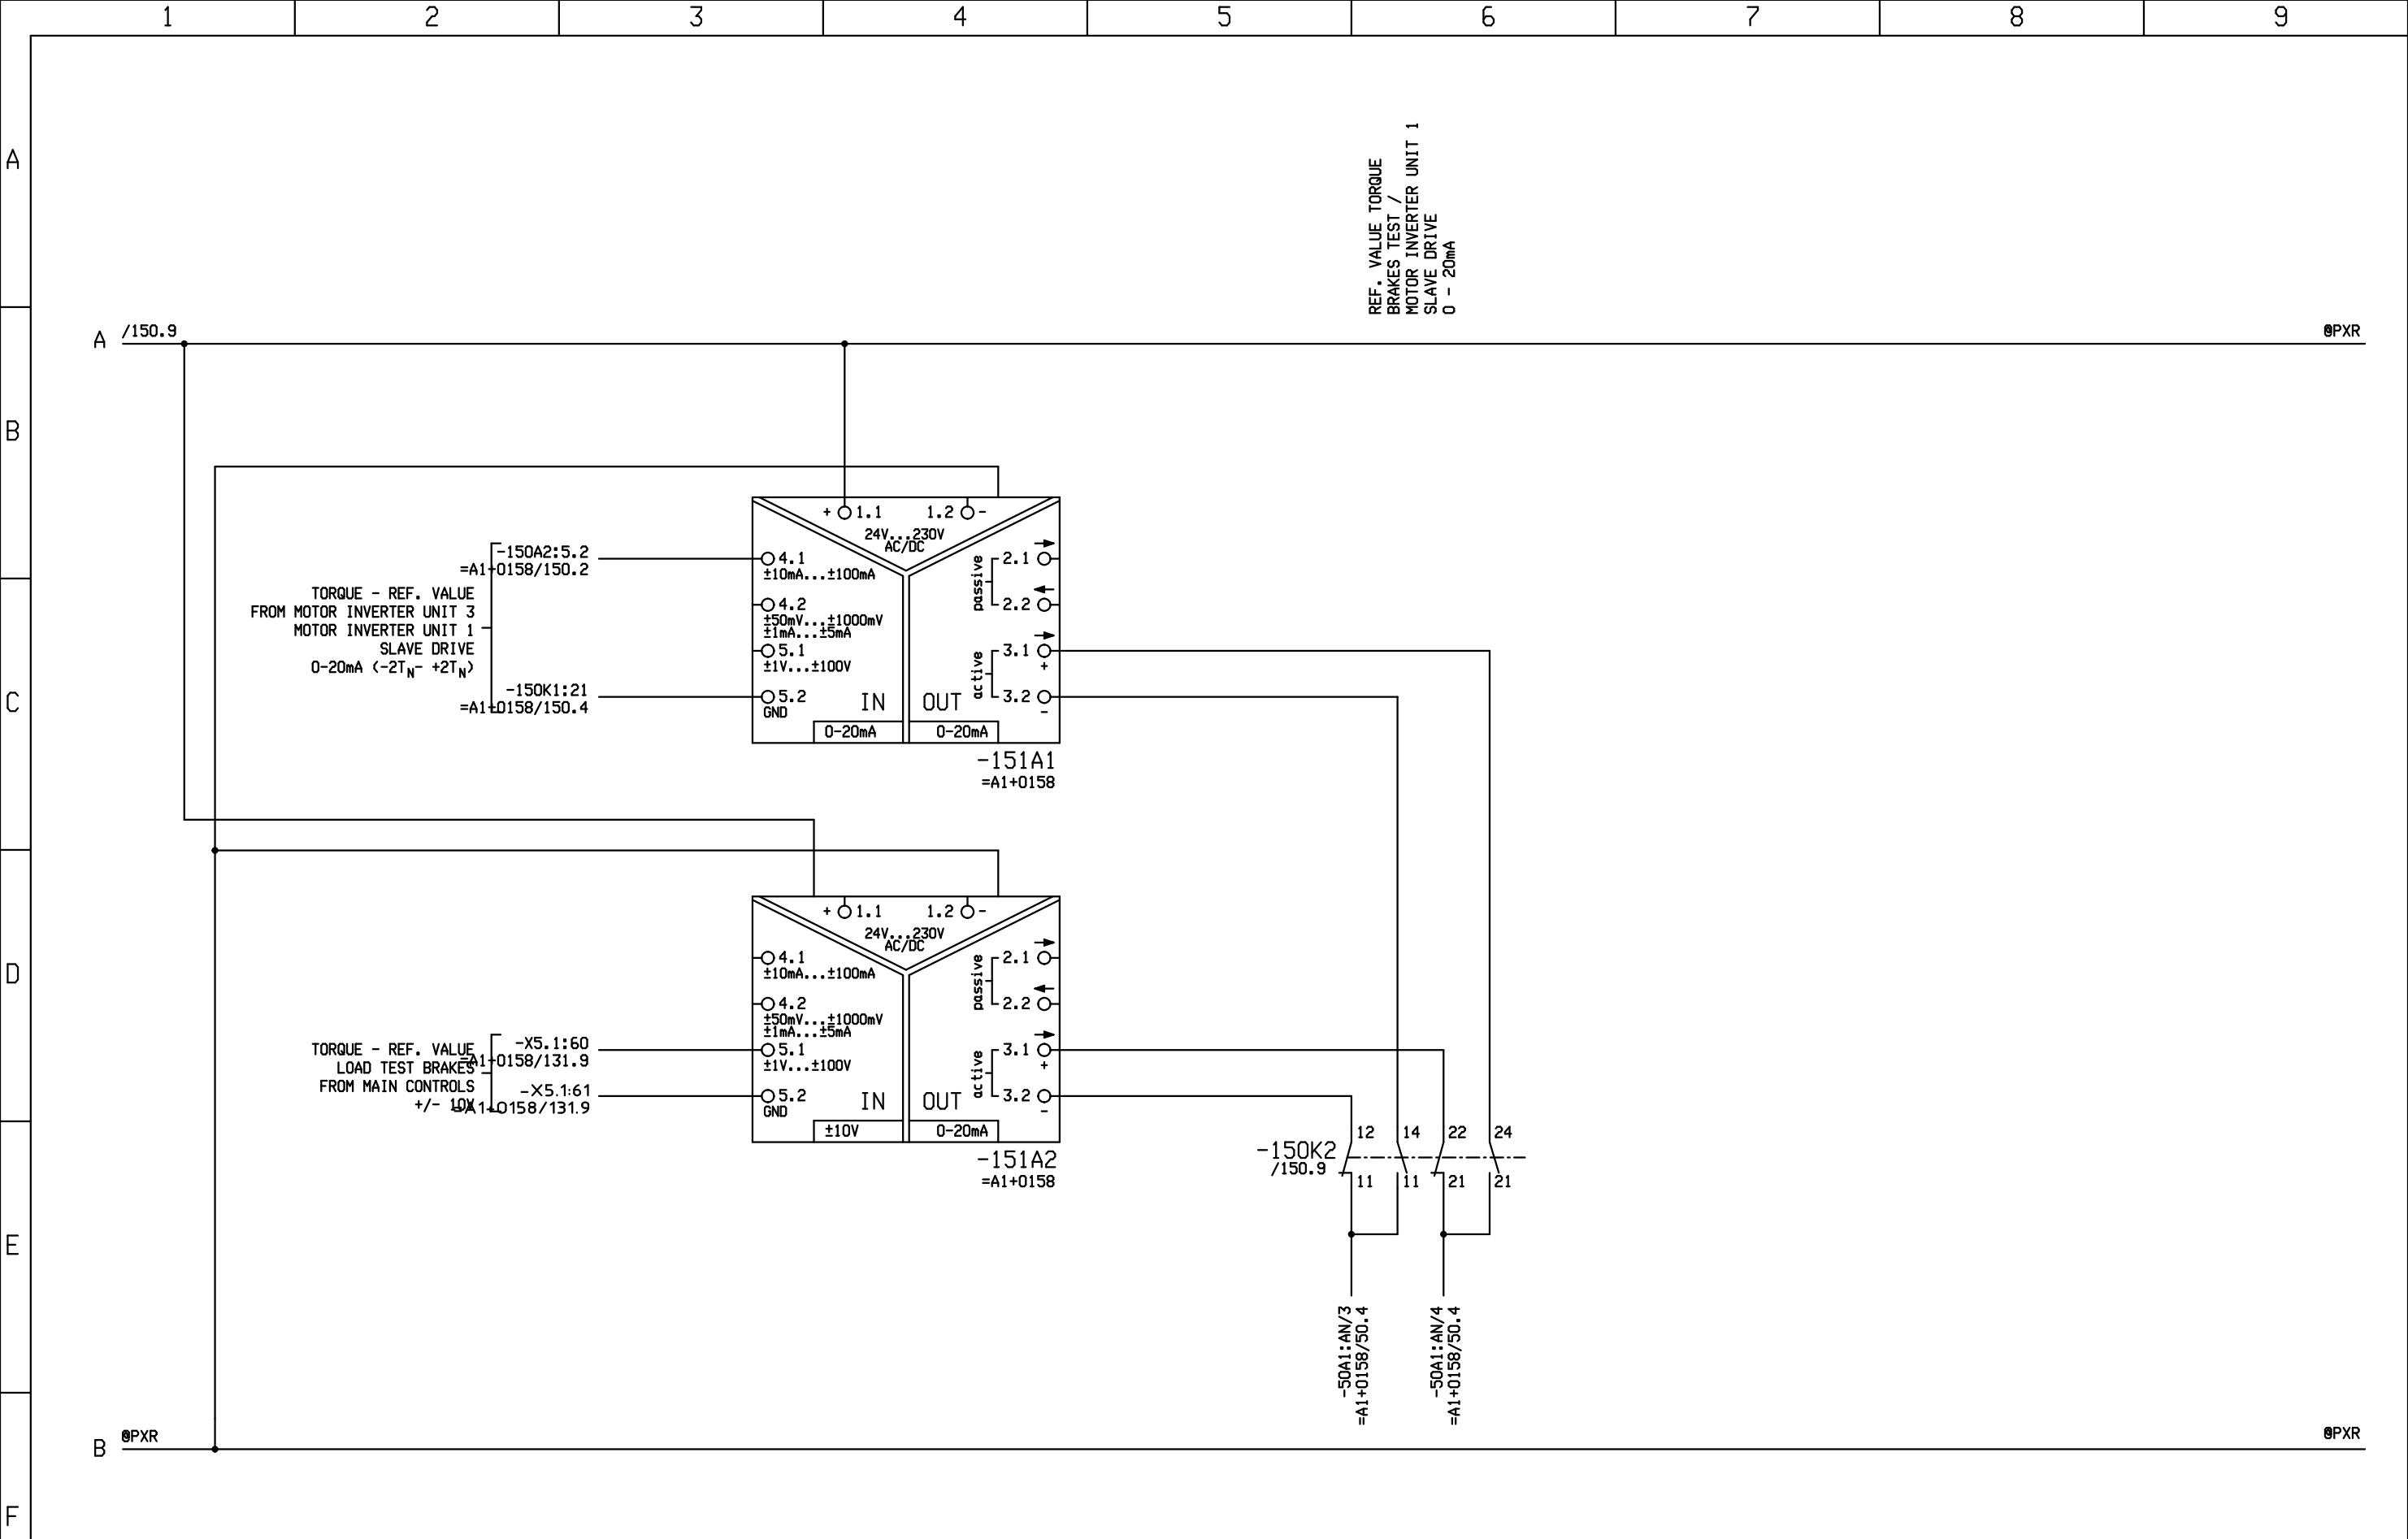 1 2 3 4 5 6 7 8 9
A
REF. VALUE TORQUE
BRAKES TEST /
MOTOR INVERTER UNIT 1
SLAVE DRIVE
0 - 20mA
A /150.9
PXR
B
+ 1.1 1.2 -
24V...230V
AC/DC
-150A2:5.2
=A1+0158/150.2
TORQUE - REF. VALUE
FROM MOTOR INVERTER UNIT 3
MOTOR INVERTER UNIT 1
SLAVE DRIVE
0-20mA (-2TN- +2TN)
-150K1:21
=A1+0158/150.4
4.1
±10mA...±100mA
4.2
±50mV...±1000mV
±1mA...±5mA
5.1
±1V...±100V
5.2
GND
IN OUT
passive
2.1
2.2
active
3.1
+
3.2
-
0-20mA 0-20mA
-151A1
=A1+0158
C
+ 1.1 1.2 -
24V...230V
AC/DC
D
TORQUE - REF. VALUE
LOAD TEST BRAKES
FROM MAIN CONTROLS
+/- 10V
-X5.1:60
=A1+0158/131.9
-X5.1:61
=A1+0158/131.9
4.1
±10mA...±100mA
4.2
±50mV...±1000mV
±1mA...±5mA
5.1
±1V...±100V
5.2
GND
IN OUT
passive
2.1
2.2
active
3.1
+
3.2
-
±10V 0-20mA
-151A2
=A1+0158
12 14 22 24
-150K2
/150.9
11 11 21 21
E
-50A1:AN/3
=A1+0158/50.4
-50A1:AN/4
=A1+0158/50.4
B PXR
PXR
F